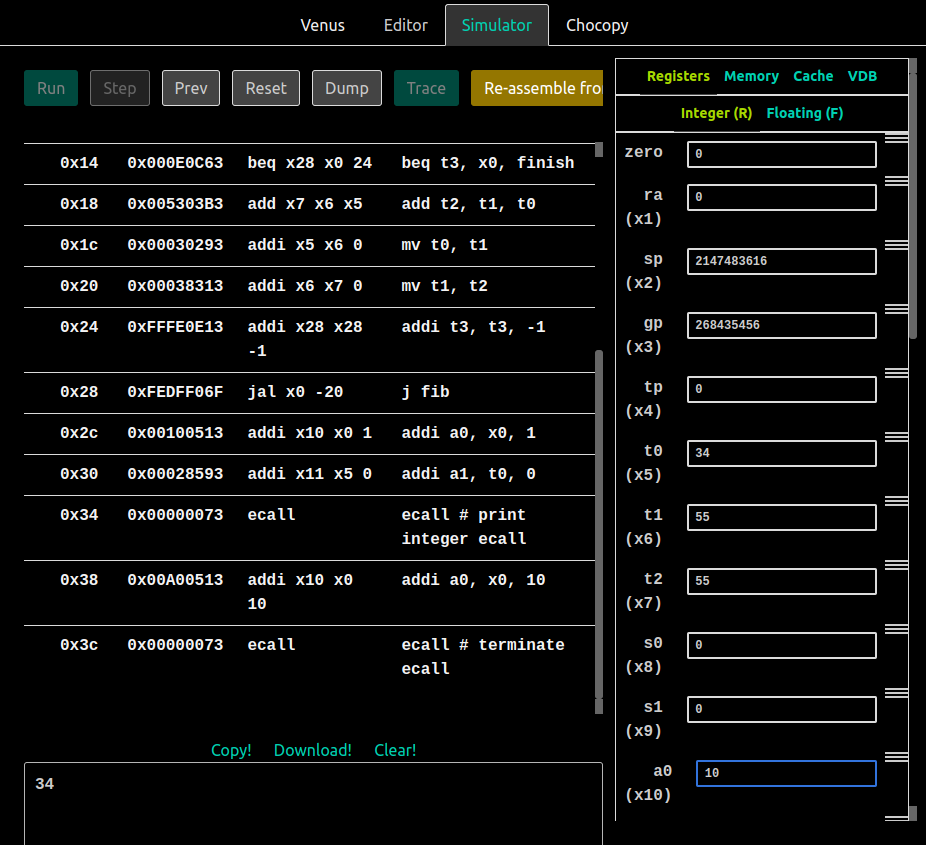 Venus Editor Simulator Chocopy
Run Step Prev Reset Dump Trace Re-assemble fro
0x14 0x000E0C63 beq x28 x0 24 beq t3, x0, finish
0x18 0x005303B3 add x7 x6 x5 add t2, t1, t0
0x1c 0x00030293 addi x5 x6 0 mv t0, t1
0x20 0x00038313 addi x6 x7 0 mv t1, t2
0x24 0xFFFE0E13 addi x28 x28 addi t3, t3, -1
-1
0x28 0xFEDFF06F jal x0 -20 j fib
0x2c 0x00100513 addi x10 x0 1 addi a0, x0, 1
0x30 0x00028593 addi x11 x5 0 addi a1, t0, 0
0x34 0x00000073 ecall ecall # print
integer ecall
0x38 0x00A00513 addi x10 x0 addi a0, x0, 10
10
0x3c 0x00000073 ecall ecall # terminate
ecall
Copy! Download! Clear!
34
Registers Memory Cache VDB
Integer (R) Floating (F)
zero 0
ra 0
(x1)
sp 2147483616
(x2)
gp 268435456
(x3)
tp 0
(x4)
t0 34
(x5)
t1 55
(x6)
t2 55
(x7)
s0 0
(x8)
s1 0
(x9)
a0 10
(x10)